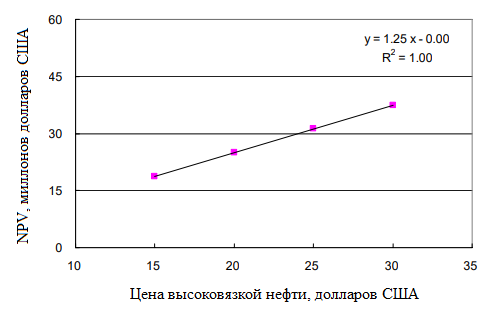 60
45
30
15
0
y = 1.25 x - 0.00
R² = 1.00
10 15 20 25 30 35
NPV, миллонов долларов США
Цена высоковязкой нефти, долларов США